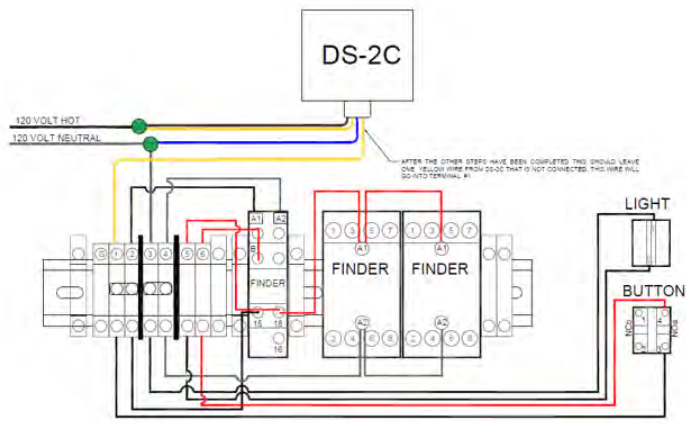 DS-2C
120 VOLT HOT
120 VOLT NEUTRAL
AFTER THE OTHER STEPS HAVE BEEN COMPLETED THIS SHOULD LEAVE
ONE YELLOW WIRE FROM DS-2C THAT IS NOT CONNECTED. THIS WIRE WILL
GO INTO TERMINAL #1
LIGHT
A1 A2
1 3 5 7
1 3 5 7
G 1 2 3 4 5 6
B
A1
A1
FINDER
FINDER
FINDER
BUTTON
15 18
16
A2
A2
2 4 6 8
2 4 6 8
1 4